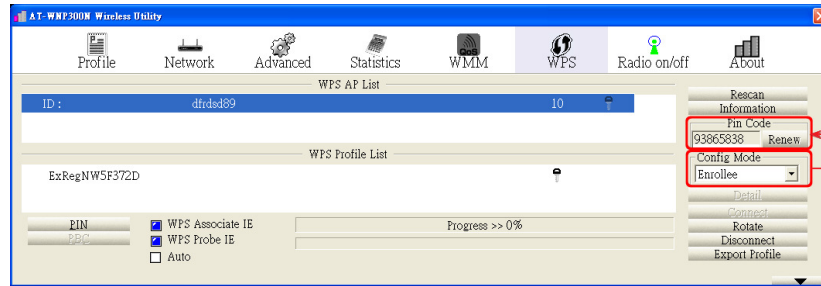 AT-WNP300N Wireless Utility
Profile Network Advanced Statistics WMM WPS Radio on/off About
QoS
WPS AP List
ID : dfrdsd89 10
Rescan
Information
Pin Code
93865838 Renew
WPS Profile List
Config Mode
ExRegNW5F372D
Enrollee
Detail
Connect
PIN WPS Associate IE Progress >> 0%
Rotate
PBC WPS Probe IE
Disconnect
Auto
Export Profile